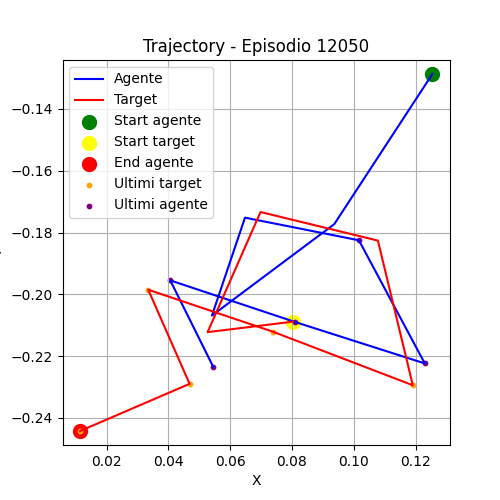 Trajectory - Episodio 12050
Agente
Target
Start agente
Start target
End agente
Ultimi target
Ultimi agente
−0.14
−0.16
−0.18
−0.20
−0.22
−0.24
0.02 0.04 0.06 0.08 0.10 0.12
X